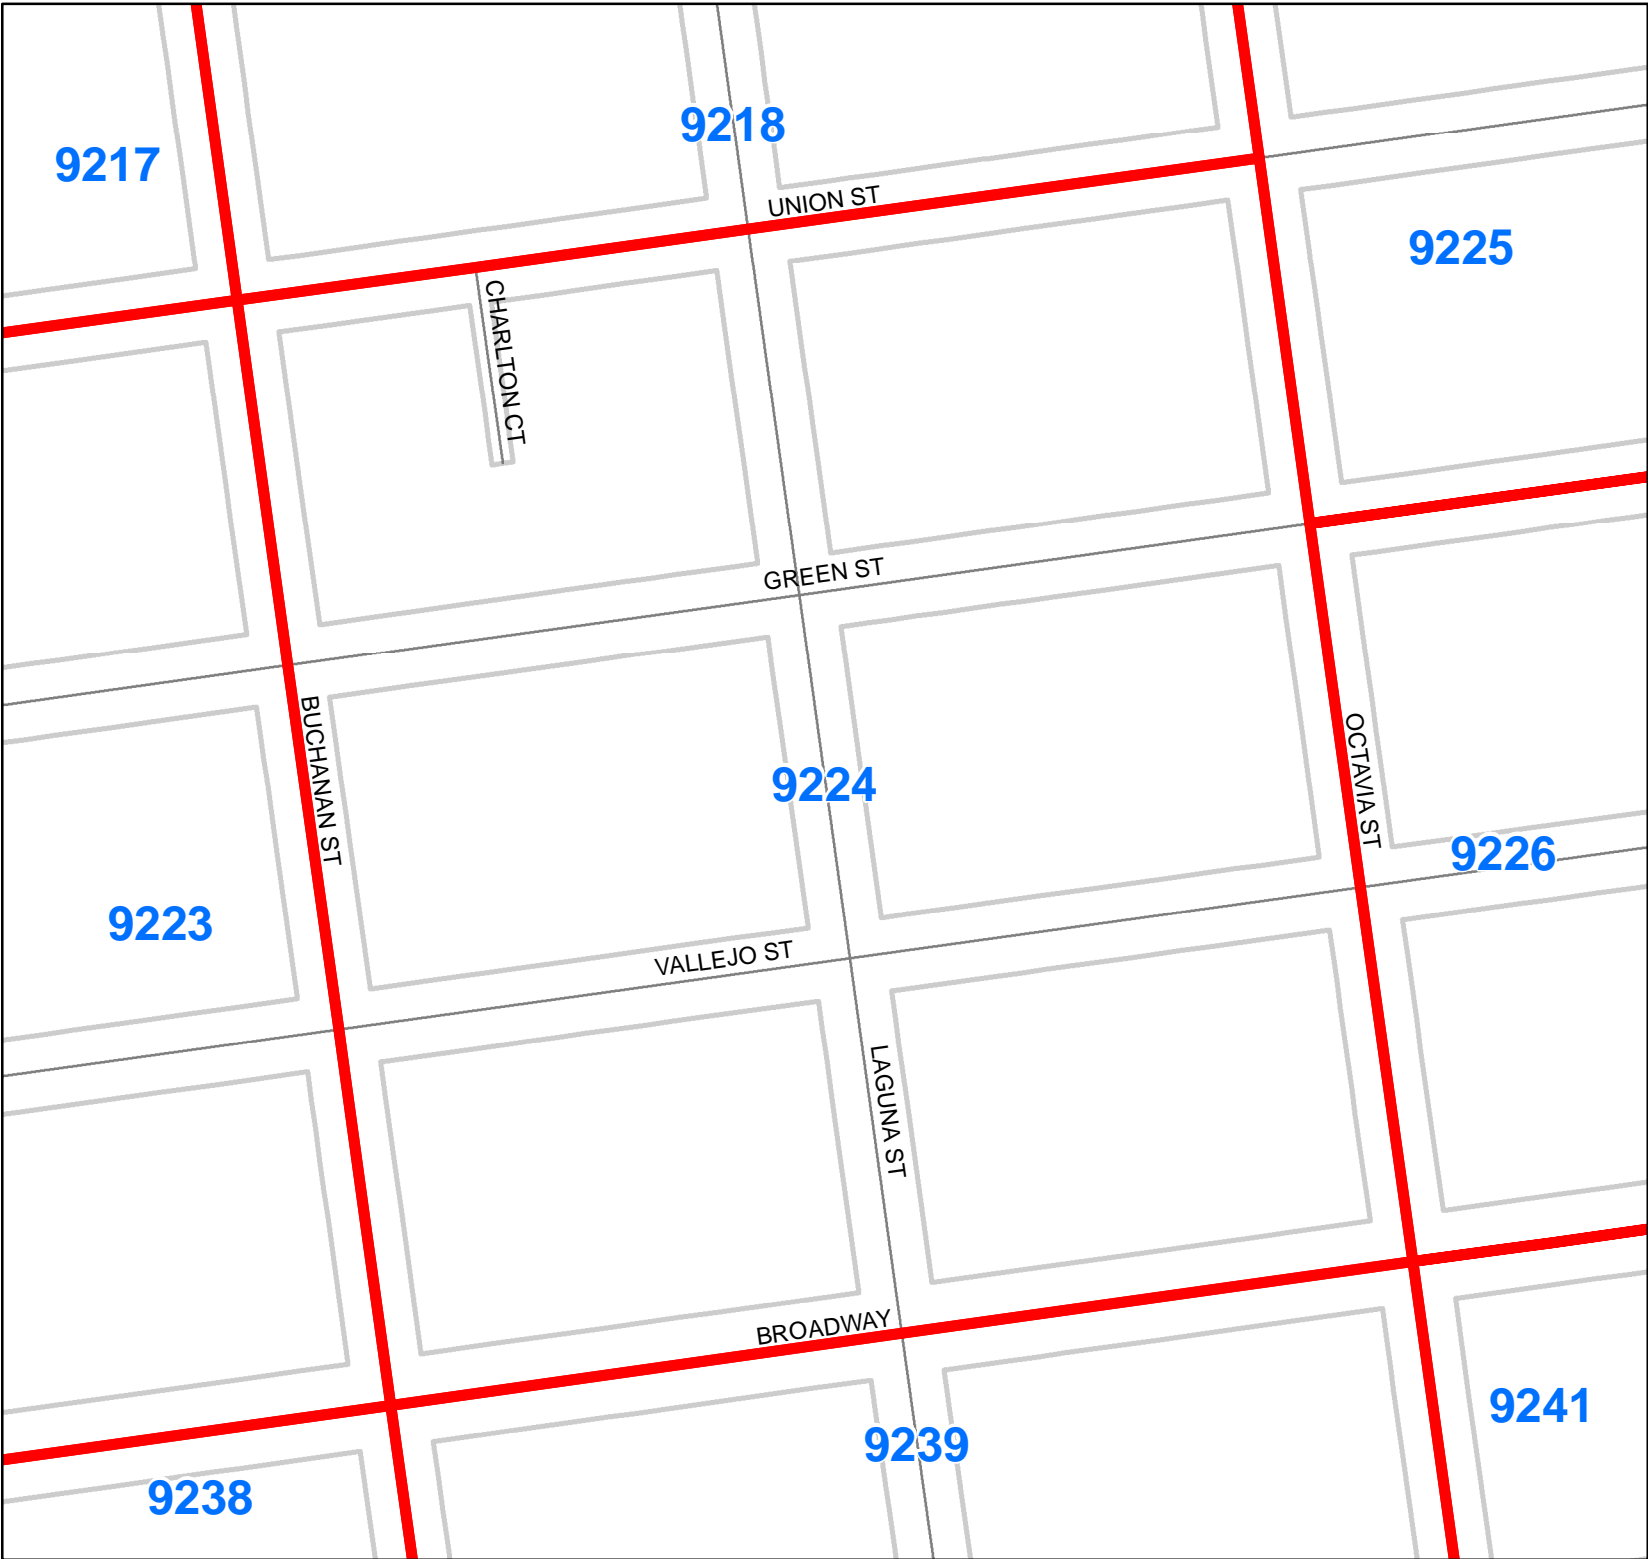 9218
9217
UNION ST
9225
CHARLTON CT
GREEN ST
BUCHANAN ST
OCTAVIA ST
9224
9226
9223
VALLEJO ST
LAGUNA ST
BROADWAY
9241
9239
9238